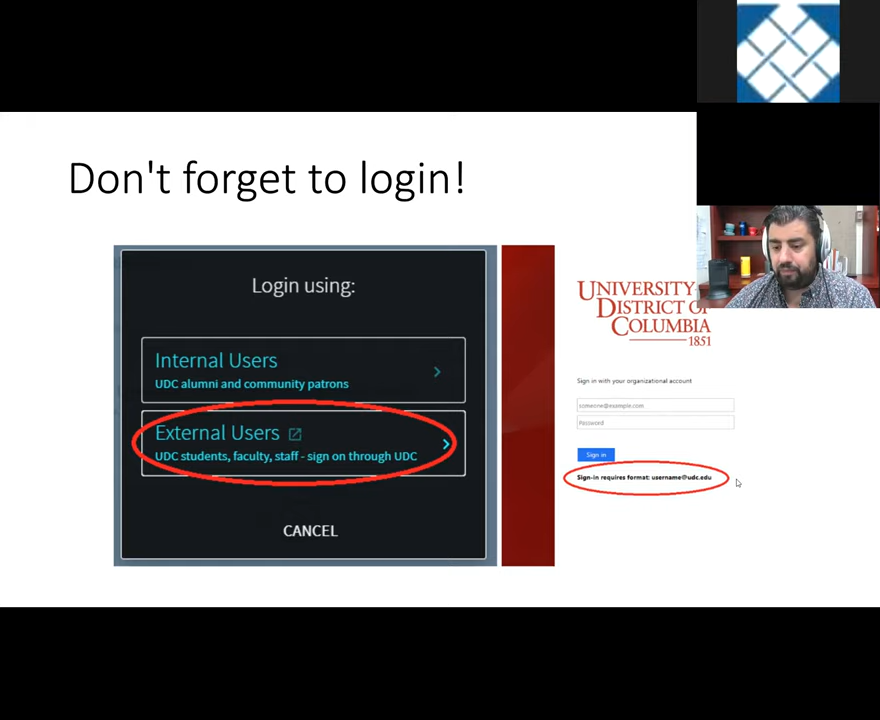 Don't forget to login!
Login using:
Internal Users
UDC alumni and community patrons
External Users
UDC students, faculty, staff - sign on through UDC
CANCEL
UNIVERSITY
DISTRICT OF
COLUMBIA
1851
Sign in with your organizational account
someone@example.com
Password
Sign in
Sign-in requires format: username@udc.edu